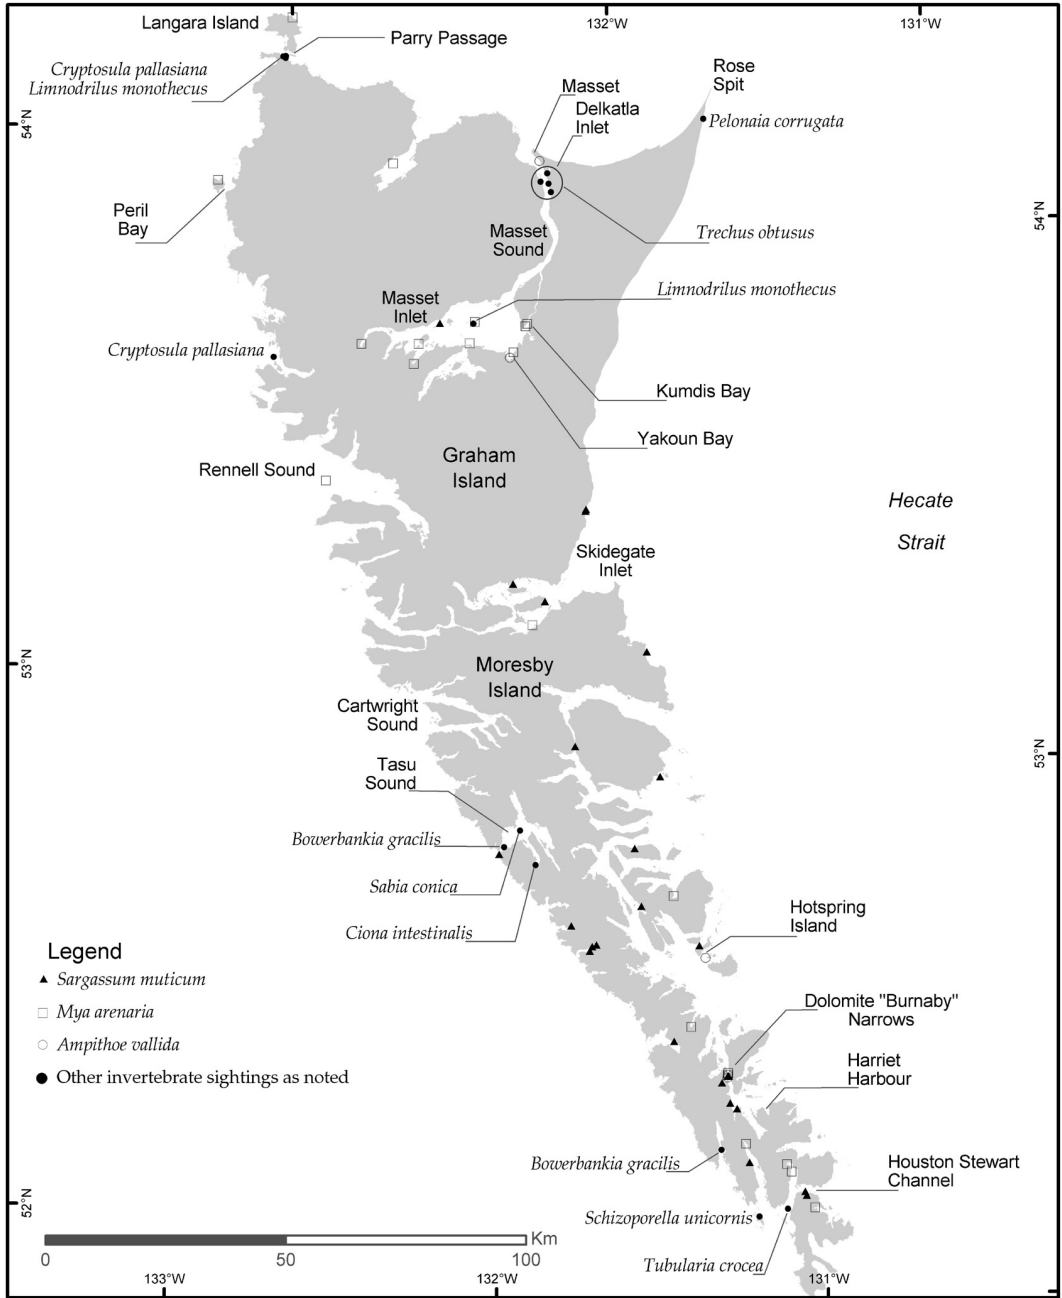 132°W
131°W
Langara Island
Parry Passage
Cryptosula pallasiana
Limnodrilus monothecus
Rose
Spit
Masset
Delkatla
Inlet
54°N
Pelonaia corrugata
Peril
Bay
54°N
Masset
Sound
Trechus obtusus
Limnodrilus monothecus
Masset
Inlet
Cryptosula pallasiana
Kumdis Bay
Yakoun Bay
Graham
Island
Rennell Sound
Hecate
Strait
Skidegate
Inlet
53°N
Moresby
Island
Cartwright
Sound
53°N
Tasu
Sound
Bowerbankia gracilis
Sabia conica
Ciona intestinalis
Hotspring
Island
Legend
Sargassum muticum
Mya arenaria
Ampithoe vallida
Other invertebrate sightings as noted
Dolomite "Burnaby"
Narrows
Harriet
Harbour
Bowerbankia gracilis
Houston Stewart
Channel
52°N
Schizoporella unicornis
Tubularia crocea
Km
0
50
100
133°W
132°W
131°W